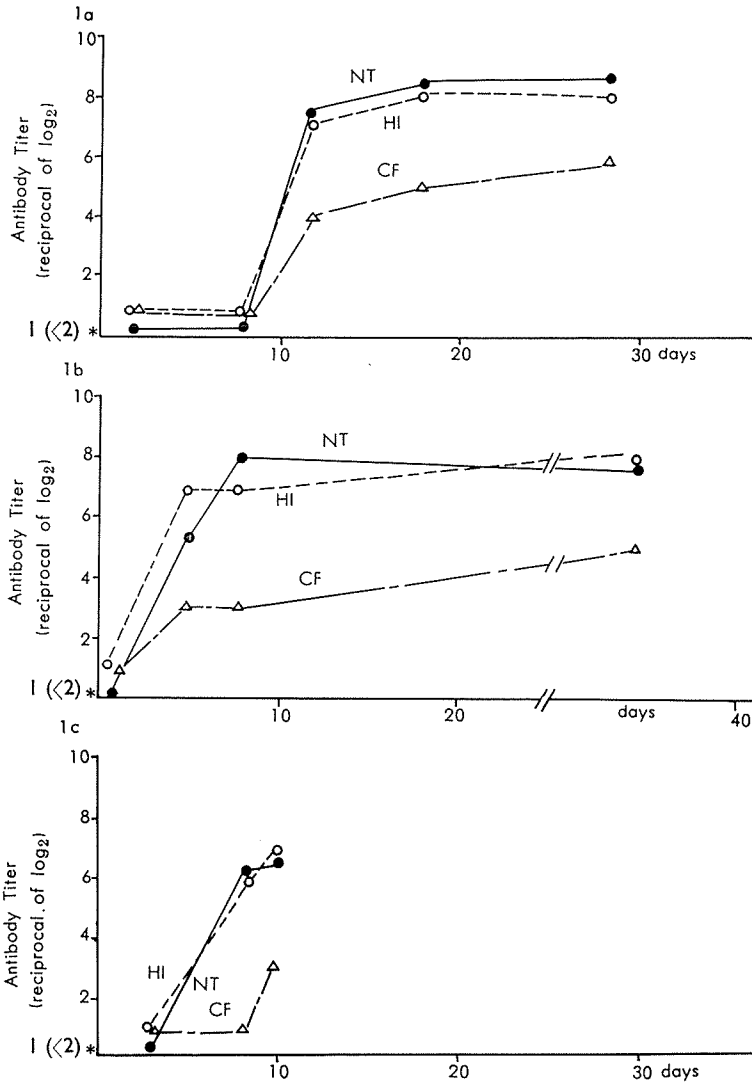 1a
Antibody Titer
(reciprocal of log2)
10
8
6
4
2
1 (<2) *
NT
HI
CF
10
20
30 days
1b
Antibody Titer
(reciprocal of log2)
10
8
6
4
2
1 (<2) *
NT
HI
CF
10
20
days
40
1c
Antibody Titer
(reciprocal of log2)
10
8
6
4
2
1 (<2) *
HI
NT
CF
10
20
30 days